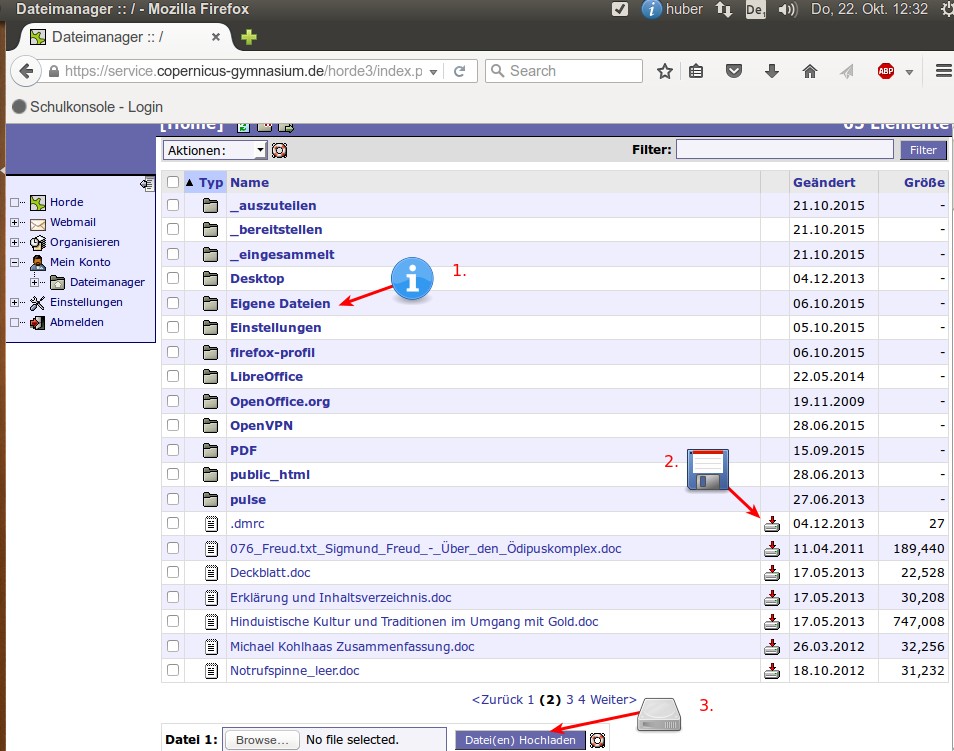 Dateimanager :: / - Mozilla Firefox
huber De₁ Do, 22. Okt. 12:32
Dateimanager :: /
https://service.copernicus-gymnasium.de/horde3/index.p
Search
ABP
Schulkonsole - Login
[Home] 65 Elemente
Aktionen: Filter: Filter
Typ Name Geändert Größe
_auszuteilen 21.10.2015 -
_bereitstellen 21.10.2015 -
_eingesammelt 21.10.2015 -
Desktop 04.12.2013 -
Eigene Dateien 06.10.2015 -
Einstellungen 05.10.2015 -
firefox-profil 06.10.2015 -
LibreOffice 22.05.2014 -
OpenOffice.org 19.11.2009 -
OpenVPN 28.06.2015 -
PDF 15.09.2015 -
public_html 28.06.2013 -
pulse 27.06.2013 -
.dmrc 04.12.2013 27
076_Freud.txt_Sigmund_Freud_-_Über_den_Ödipuskomplex.doc 11.04.2011 189,440
Deckblatt.doc 17.05.2013 22,528
Erklärung und Inhaltsverzeichnis.doc 17.05.2013 30,208
Hinduistische Kultur und Traditionen im Umgang mit Gold.doc 17.05.2013 747,008
Michael Kohlhaas Zusammenfassung.doc 26.03.2012 32,256
Notrufspinne_leer.doc 18.10.2012 31,232
Horde
Webmail
Organisieren
Mein Konto
Dateimanager
Einstellungen
Abmelden
1.
2.
<Zurück 1 (2) 3 4 Weiter>
3.
Datei 1: Browse... No file selected. Datei(en) Hochladen